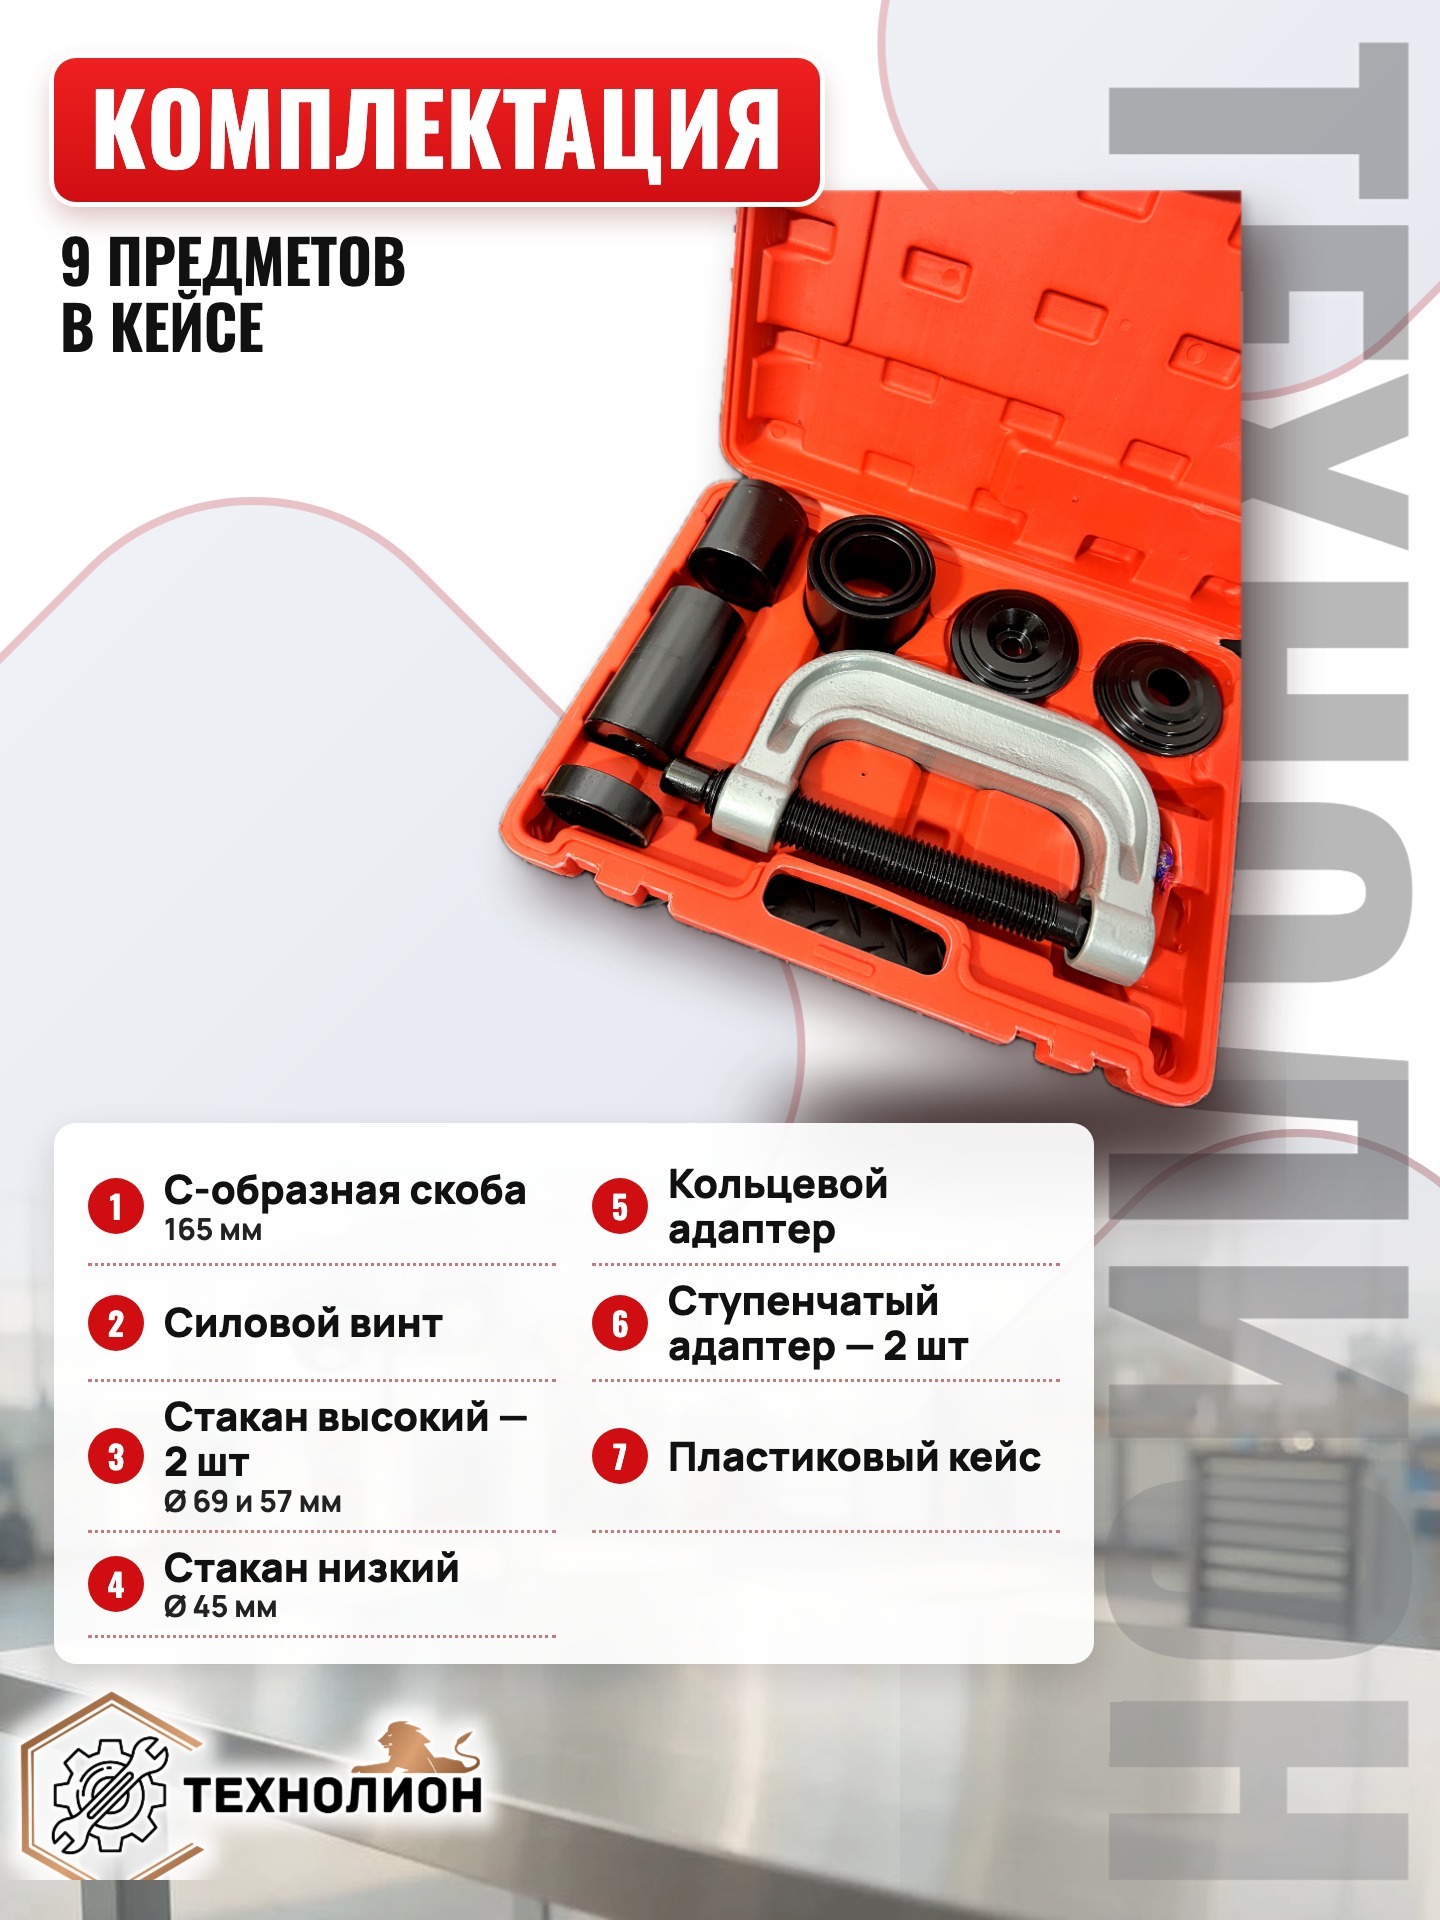 КОМПЛЕКТАЦИЯ
9 ПРЕДМЕТОВ
В КЕЙСЕ
ТЕХНОЛИОН
1 С-образная скоба
165 мм
2 Силовой винт
3 Стакан высокий —
2 шт
Ø 69 и 57 мм
4 Стакан низкий
Ø 45 мм
5 Кольцевой
адаптер
6 Ступенчатый
адаптер — 2 шт
7 Пластиковый кейс
ТЕХНОЛИОН